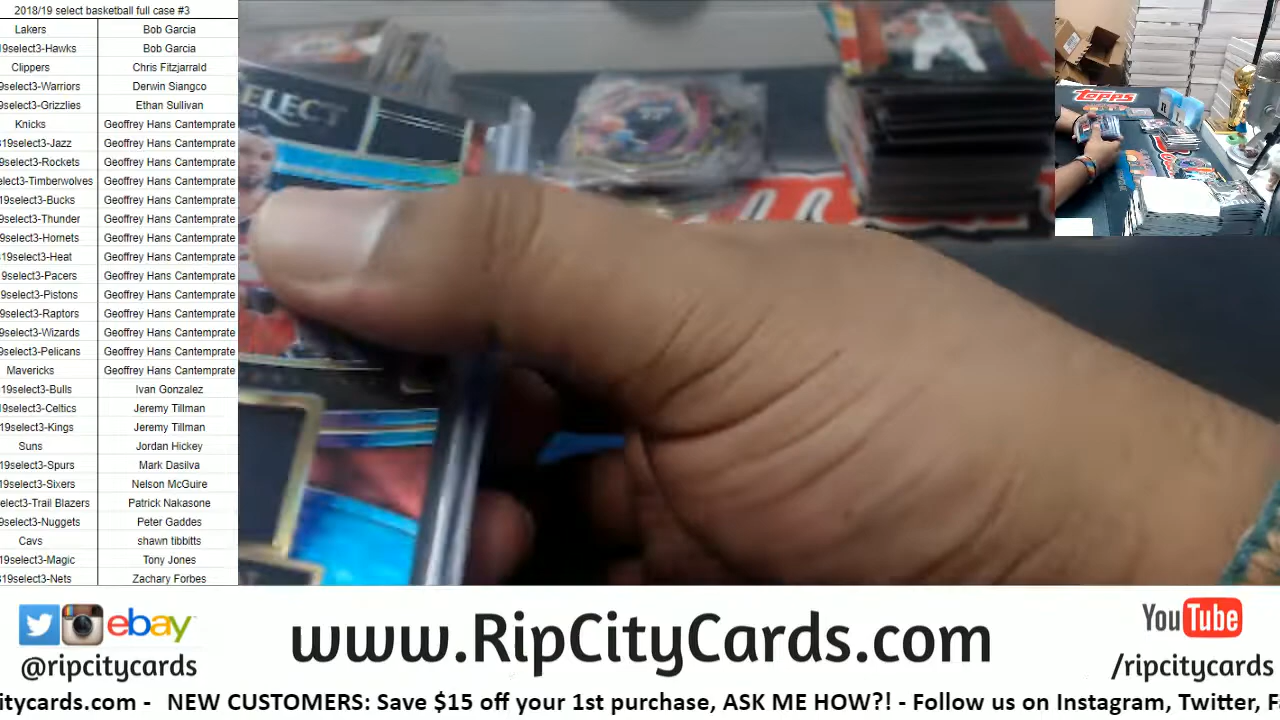 2018/19 select basketball full case #3
Lakers Bob Garcia
19select3-Hawks Bob Garcia
Clippers Chris Fitzjarrald
9select3-Warriors Derwin Siangco
9select3-Grizzlies Ethan Sullivan
Knicks Geoffrey Hans Cantemprate
19select3-Jazz Geoffrey Hans Cantemprate
9select3-Rockets Geoffrey Hans Cantemprate
elect3-Timberwolves Geoffrey Hans Cantemprate
19select3-Bucks Geoffrey Hans Cantemprate
9select3-Thunder Geoffrey Hans Cantemprate
9select3-Hornets Geoffrey Hans Cantemprate
19select3-Heat Geoffrey Hans Cantemprate
9select3-Pacers Geoffrey Hans Cantemprate
9select3-Pistons Geoffrey Hans Cantemprate
9select3-Raptors Geoffrey Hans Cantemprate
9select3-Wizards Geoffrey Hans Cantemprate
9select3-Pelicans Geoffrey Hans Cantemprate
Mavericks Geoffrey Hans Cantemprate
19select3-Bulls Ivan Gonzalez
19select3-Celtics Jeremy Tillman
19select3-Kings Jeremy Tillman
Suns Jordan Hickey
19select3-Spurs Mark Dasilva
19select3-Sixers Nelson McGuire
elect3-Trail Blazers Patrick Nakasone
9select3-Nuggets Peter Gaddes
Cavs shawn tibbitts
19select3-Magic Tony Jones
19select3-Nets Zachary Forbes
ELECT
Topps
ebay
@ripcitycards
www.RipCityCards.com
YouTube
/ripcitycards
citycards.com - NEW CUSTOMERS: Save $15 off your 1st purchase, ASK ME HOW?! - Follow us on Instagram, Twitter, F